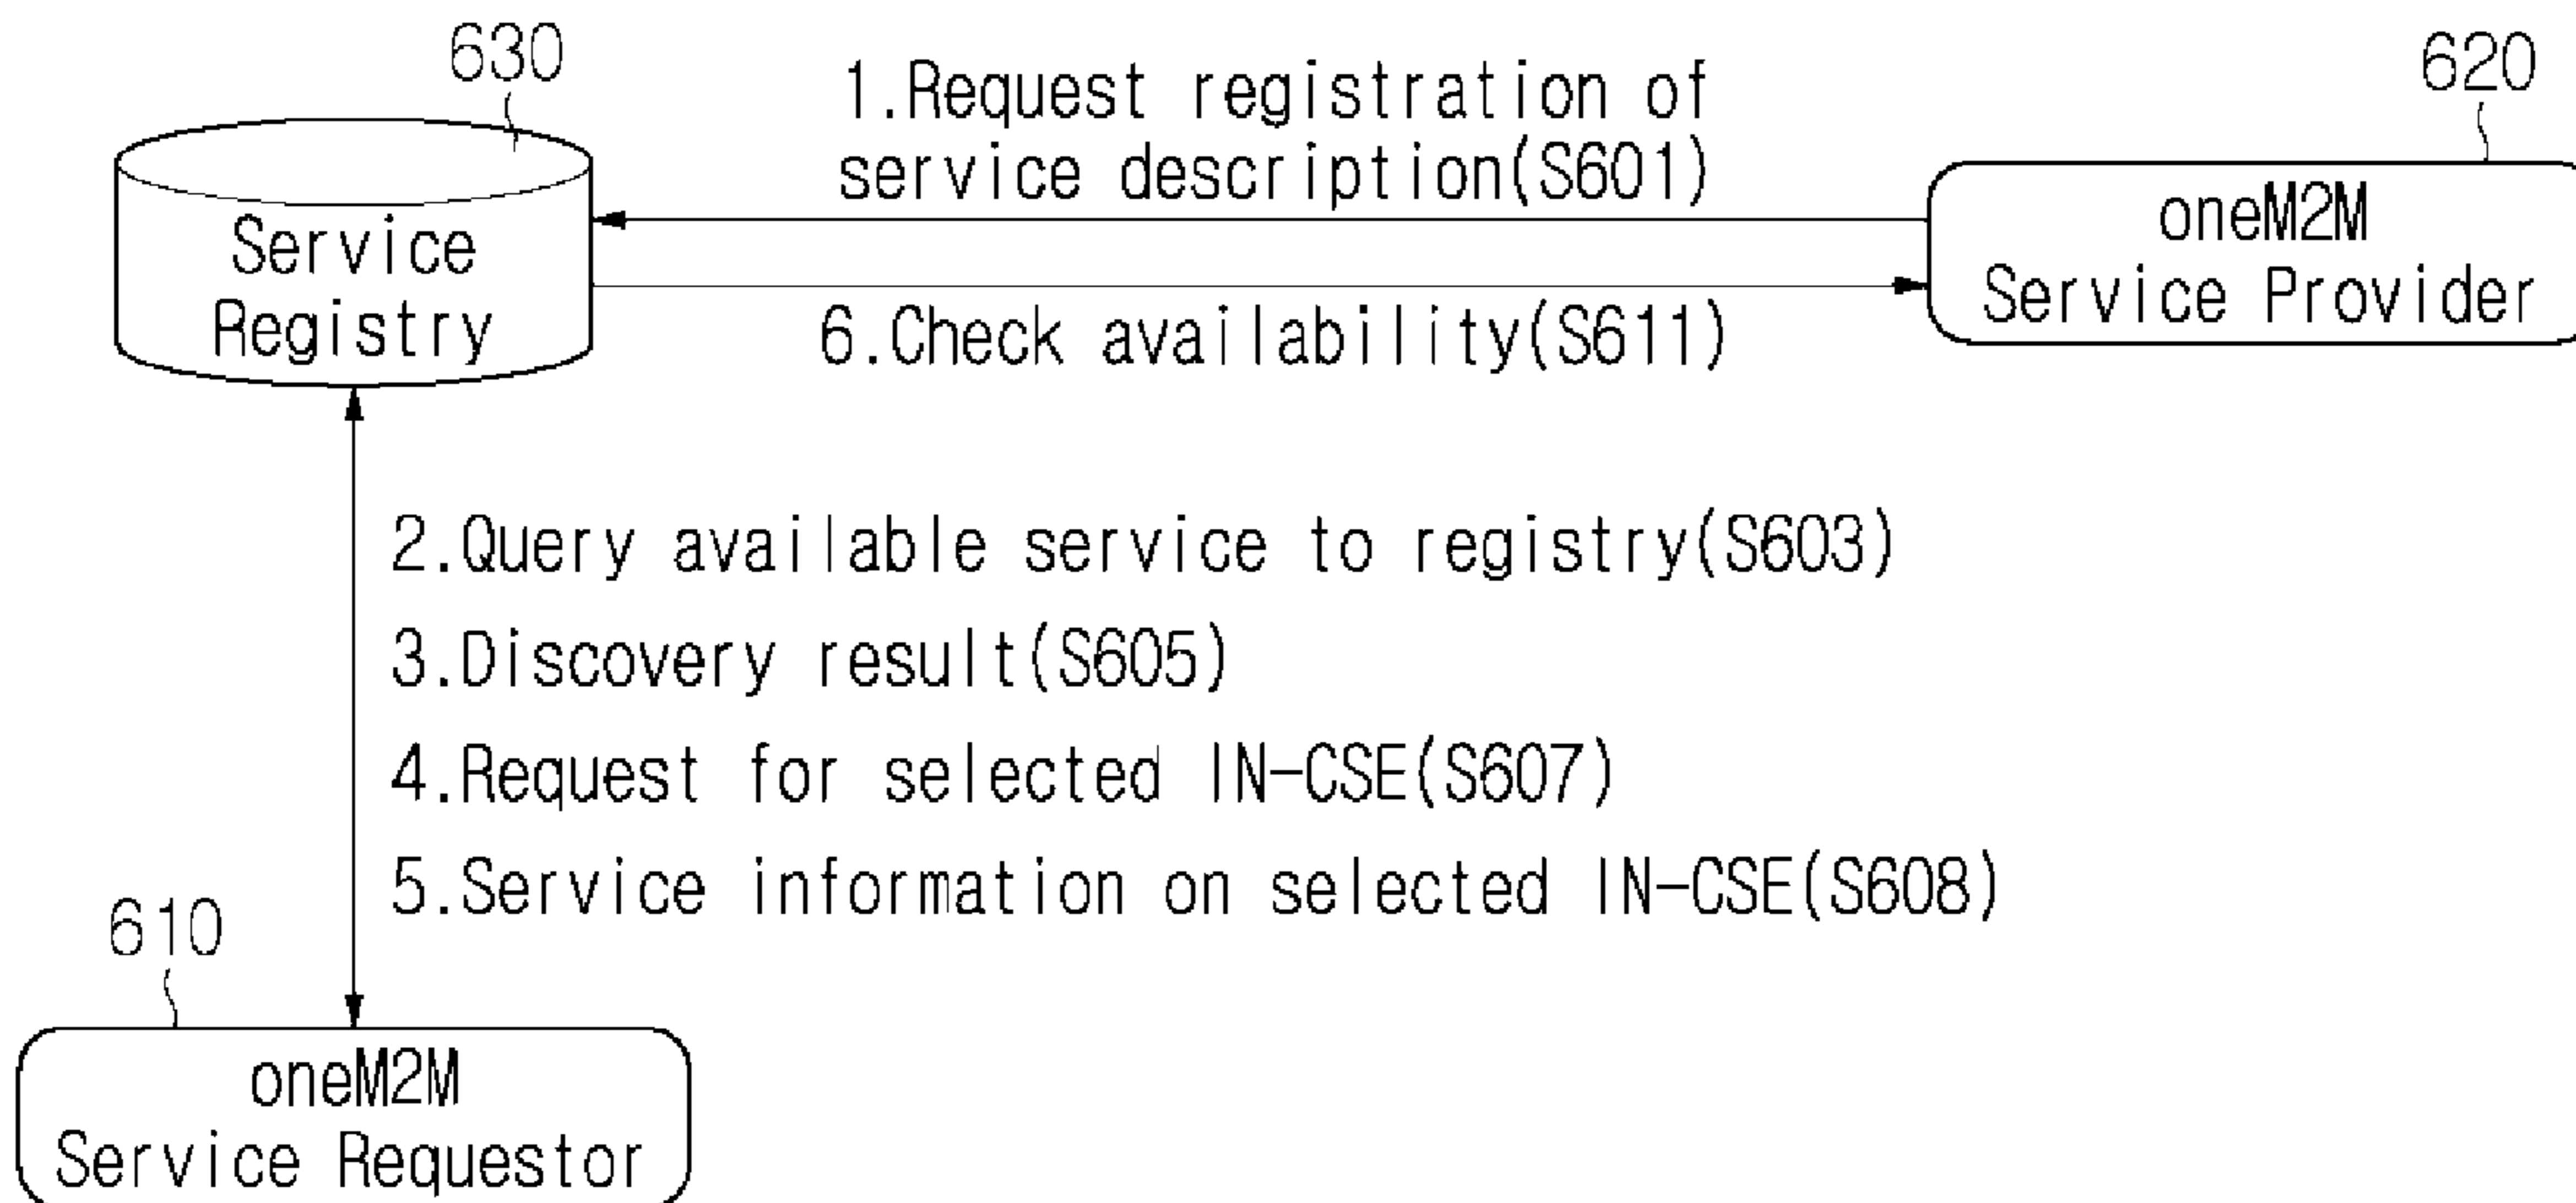 630
620
1.Request registration of
service description(S601)
Service
Registry
oneM2M
Service Provider
6.Check availability(S611)
2.Query available service to registry(S603)
3.Discovery result(S605)
4.Request for selected IN-CSE(S607)
5.Service information on selected IN-CSE(S608)
610
oneM2M
Service Requestor